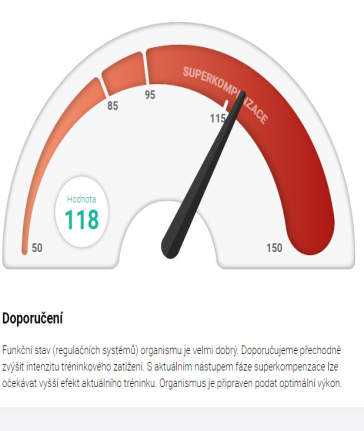 SUPERKOMPENZACE
95
85
115
Hodnota
118
50
150
Doporučení
Funkční stav (regulačních systémů) organismu je velmi dobrý. Doporučujeme přechodně
zvýšit intenzitu tréninkového zatížení. S aktuálním nástupem fáze superkompenzace lze
očekávat vyšší efekt aktuálního tréninku. Organismus je připraven podat optimální výkon.